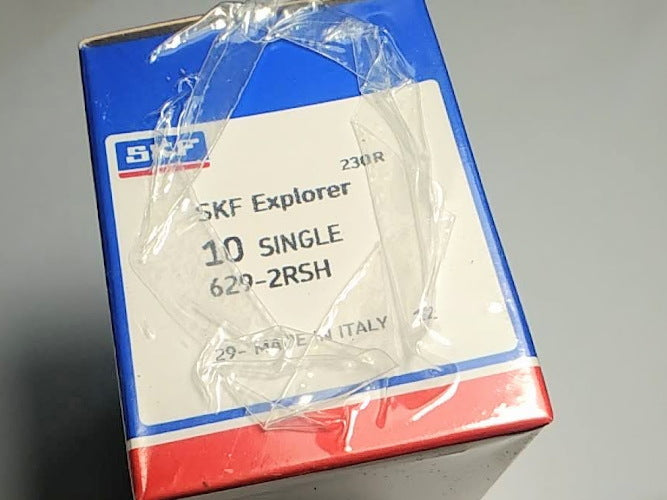 SKF
230R
SKF Explorer
10 SINGLE
629-2RSH
29- MADE IN ITALY